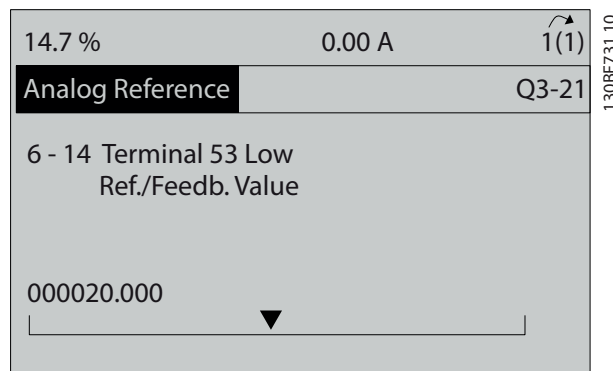 14.7 % 0.00 A 1(1)
Analog Reference Q3-21
6 - 14 Terminal 53 Low
Ref./Feedb. Value
000020.000
130BF731.10